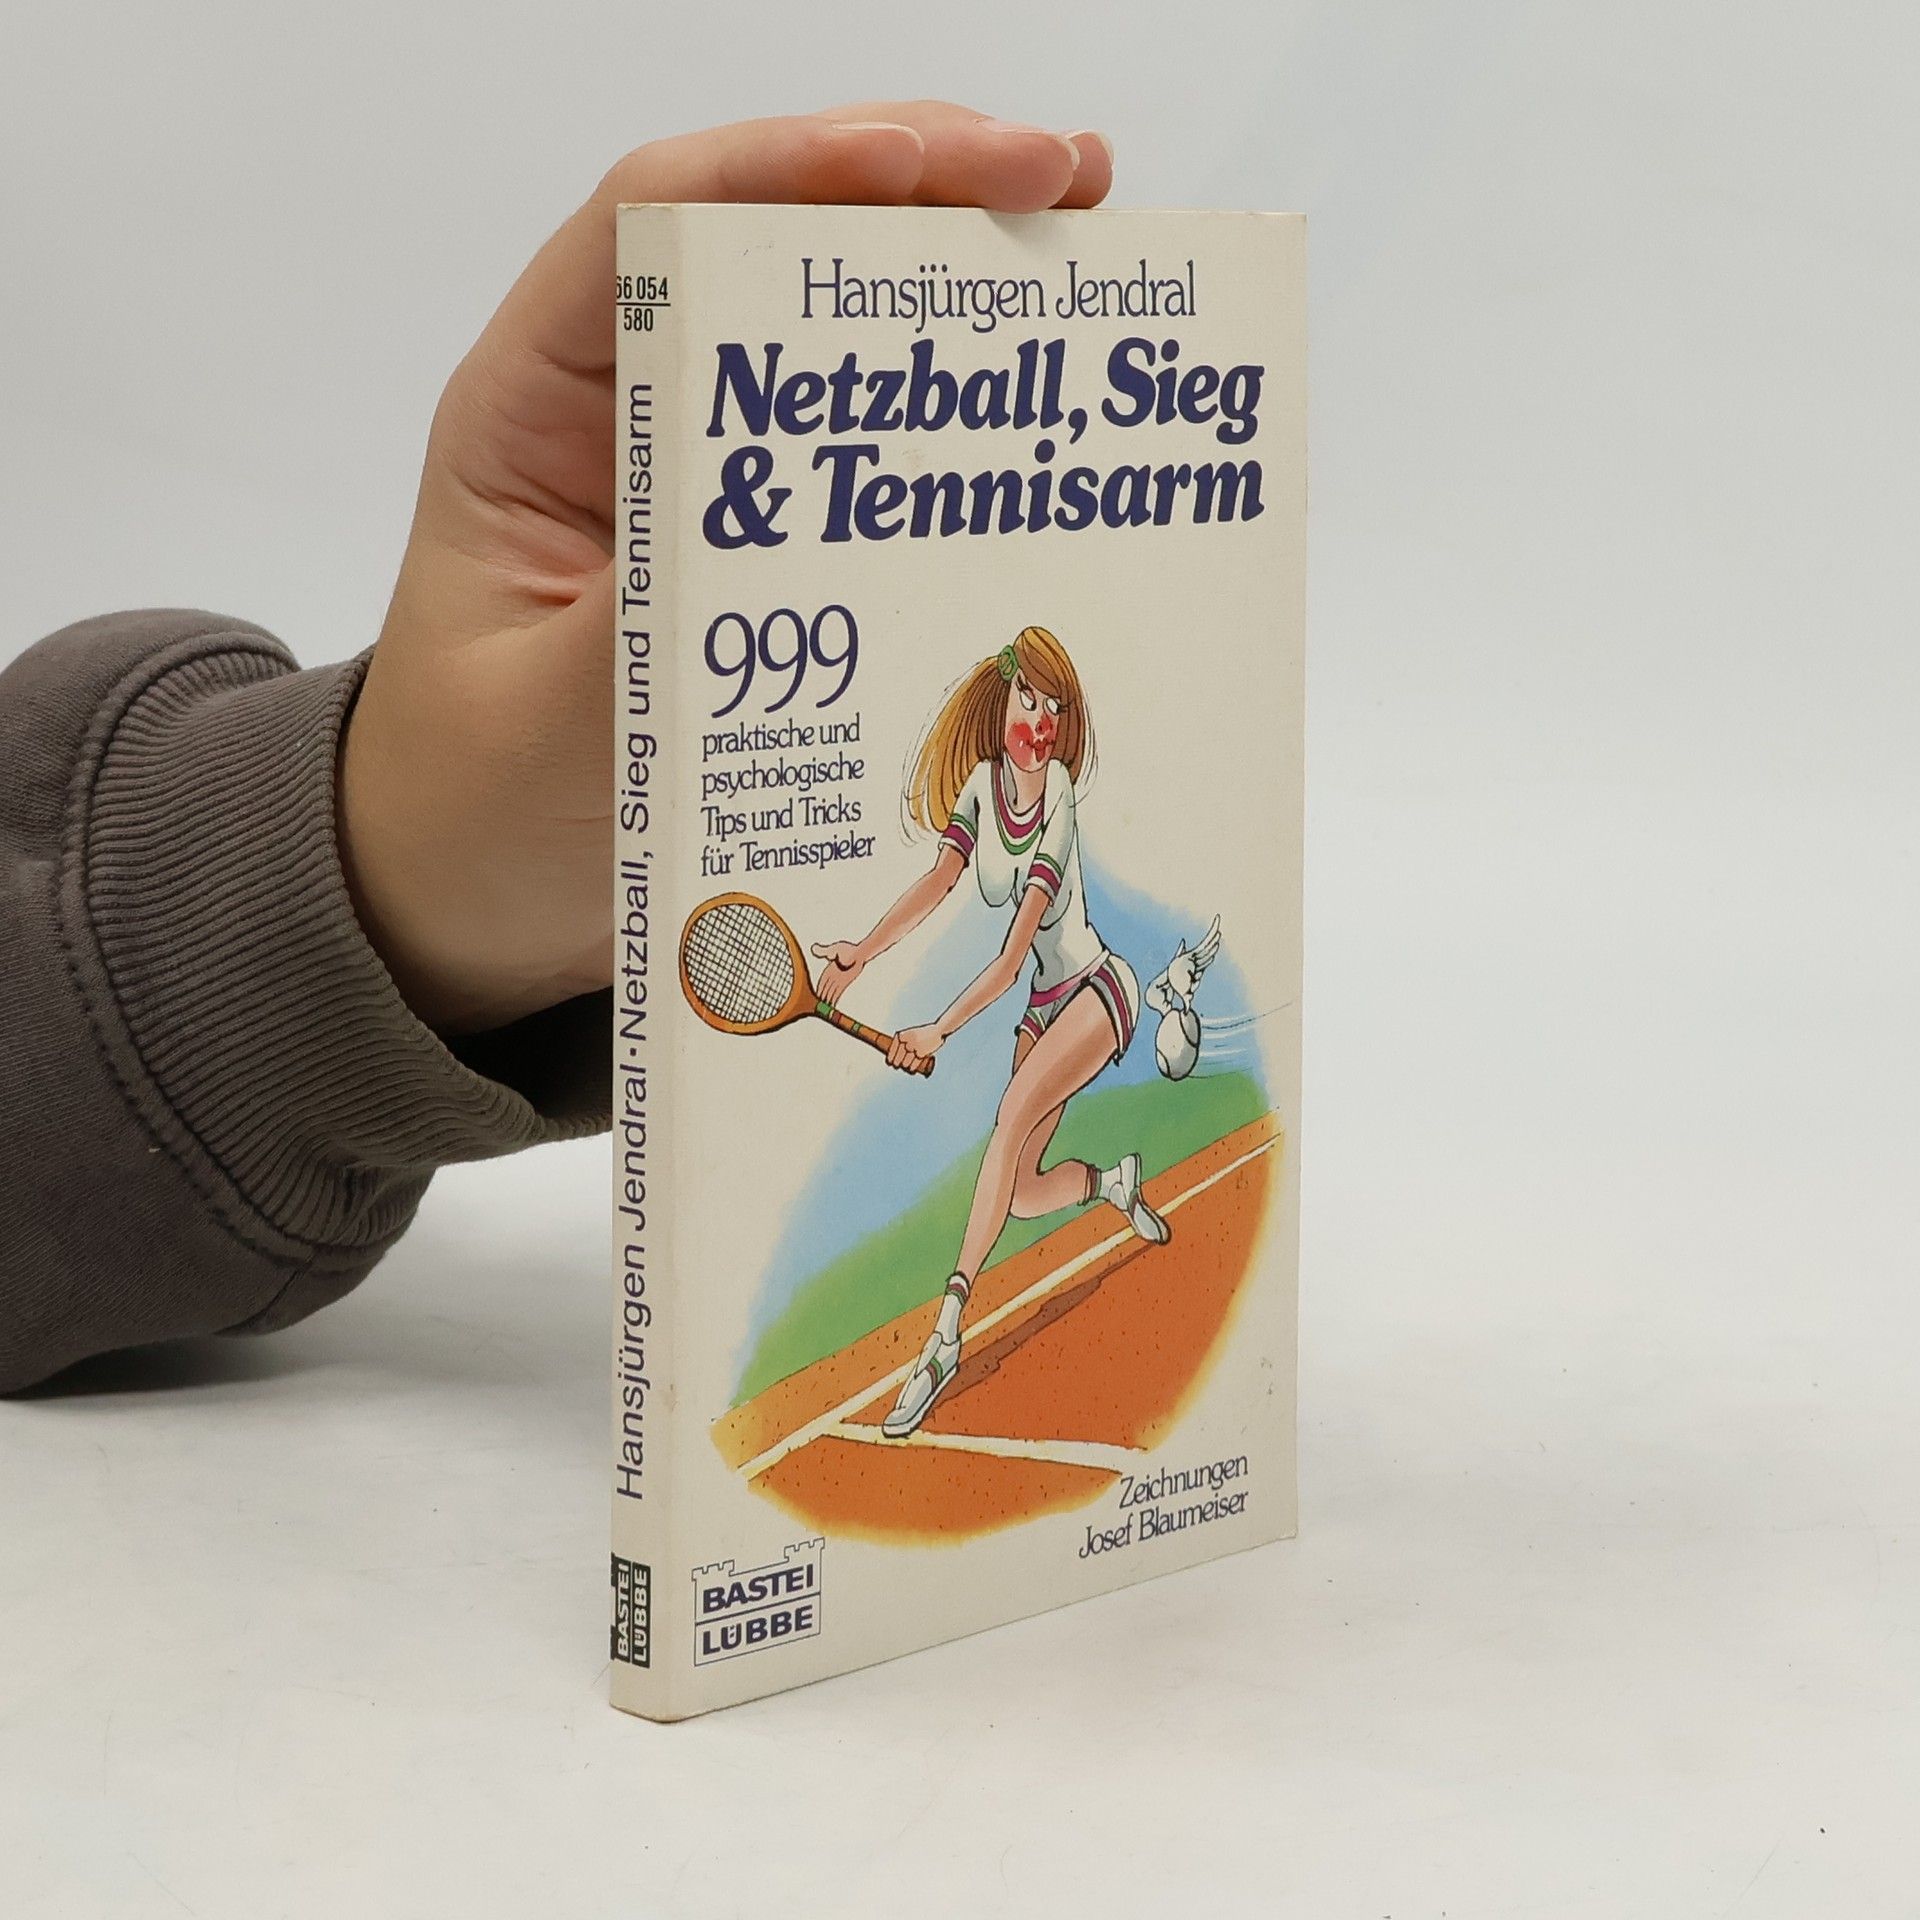 66 054
580
Hansjürgen Jendral · Netzball, Sieg und Tennisarm
BASTEI
LÜBBE
Hansjürgen Jendral
Netzball, Sieg
& Tennisarm
999
praktische und
psychologische
Tips und Tricks
für Tennisspieler
Zeichnungen
Josef Blaumeiser
BASTEI
LÜBBE